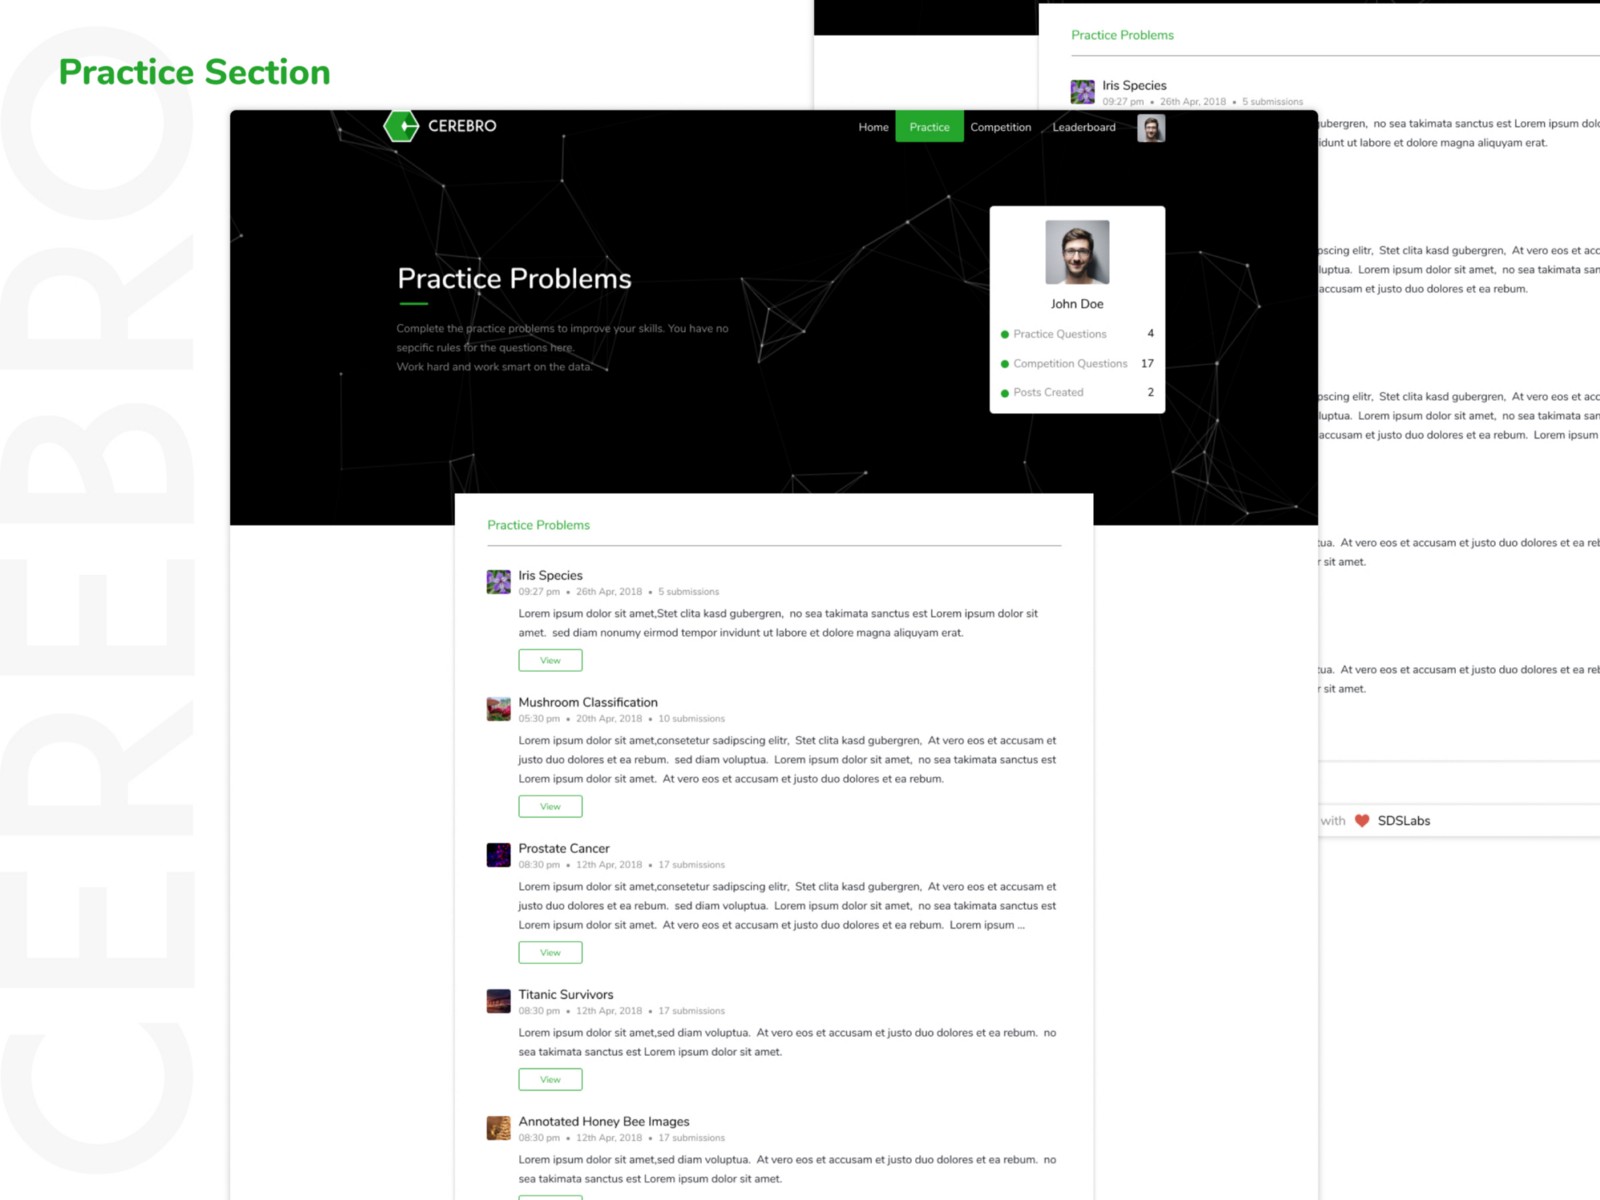 CEREBRO
Practice Section
CEREBRO
Home
Practice
Competition
Leaderboard
Practice Problems
Complete the practice problems to improve your skills. You have no
sepcific rules for the questions here.
Work hard and work smart on the data.
John Doe
Practice Questions 4
Competition Questions 17
Posts Created 2
Practice Problems
Iris Species
09:27 pm • 26th Apr, 2018 • 5 submissions
Lorem ipsum dolor sit amet,Stet clita kasd gubergren, no sea takimata sanctus est Lorem ipsum dolor sit
amet. sed diam nonumy eirmod tempor invidunt ut labore et dolore magna aliquyam erat.
View
Mushroom Classification
05:30 pm • 20th Apr, 2018 • 10 submissions
Lorem ipsum dolor sit amet,consetetur sadipscing elitr, Stet clita kasd gubergren, At vero eos et accusam et
justo duo dolores et ea rebum. sed diam voluptua. Lorem ipsum dolor sit amet, no sea takimata sanctus est
Lorem ipsum dolor sit amet. At vero eos et accusam et justo duo dolores et ea rebum.
View
Prostate Cancer
08:30 pm • 12th Apr, 2018 • 17 submissions
Lorem ipsum dolor sit amet,consetetur sadipscing elitr, Stet clita kasd gubergren, At vero eos et accusam et
justo duo dolores et ea rebum. sed diam voluptua. Lorem ipsum dolor sit amet, no sea takimata sanctus est
Lorem ipsum dolor sit amet. At vero eos et accusam et justo duo dolores et ea rebum. Lorem ipsum ...
View
Titanic Survivors
08:30 pm • 12th Apr, 2018 • 17 submissions
Lorem ipsum dolor sit amet,sed diam voluptua. At vero eos et accusam et justo duo dolores et ea rebum. no
sea takimata sanctus est Lorem ipsum dolor sit amet.
View
Annotated Honey Bee Images
08:30 pm • 12th Apr, 2018 • 17 submissions
Lorem ipsum dolor sit amet,sed diam voluptua. At vero eos et accusam et justo duo dolores et ea rebum. no
sea takimata sanctus est Lorem ipsum dolor sit amet.
Practice Problems
Iris Species
09:27 pm • 26th Apr, 2018 • 5 submissions
gubergren, no sea takimata sanctus est Lorem ipsum
ut labore et dolore magna aliquyam erat.
elitr, Stet clita kasd gubergren, At vero eos et
Lorem ipsum dolor sit amet, no sea takimata
accusam et justo duo dolores et ea rebum.
elitr, Stet clita kasd gubergren, At vero eos et
Lorem ipsum dolor sit amet, no sea takimata
accusam et justo duo dolores et ea rebum. Lorem ipsum
At vero eos et accusam et justo duo dolores et ea
sit amet.
At vero eos et accusam et justo duo dolores et ea
sit amet.
with SDSLabs